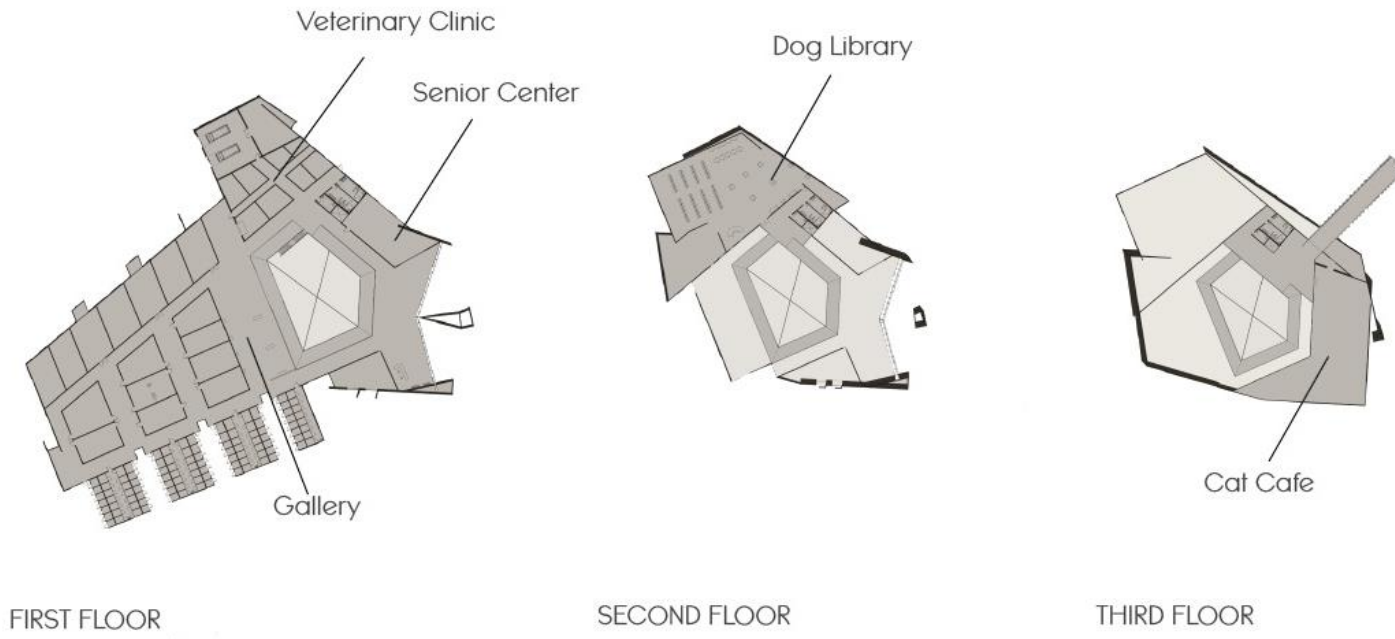 Veterinary Clinic
Senior Center
Gallery
FIRST FLOOR
Dog Library
SECOND FLOOR
Cat Cafe
THIRD FLOOR